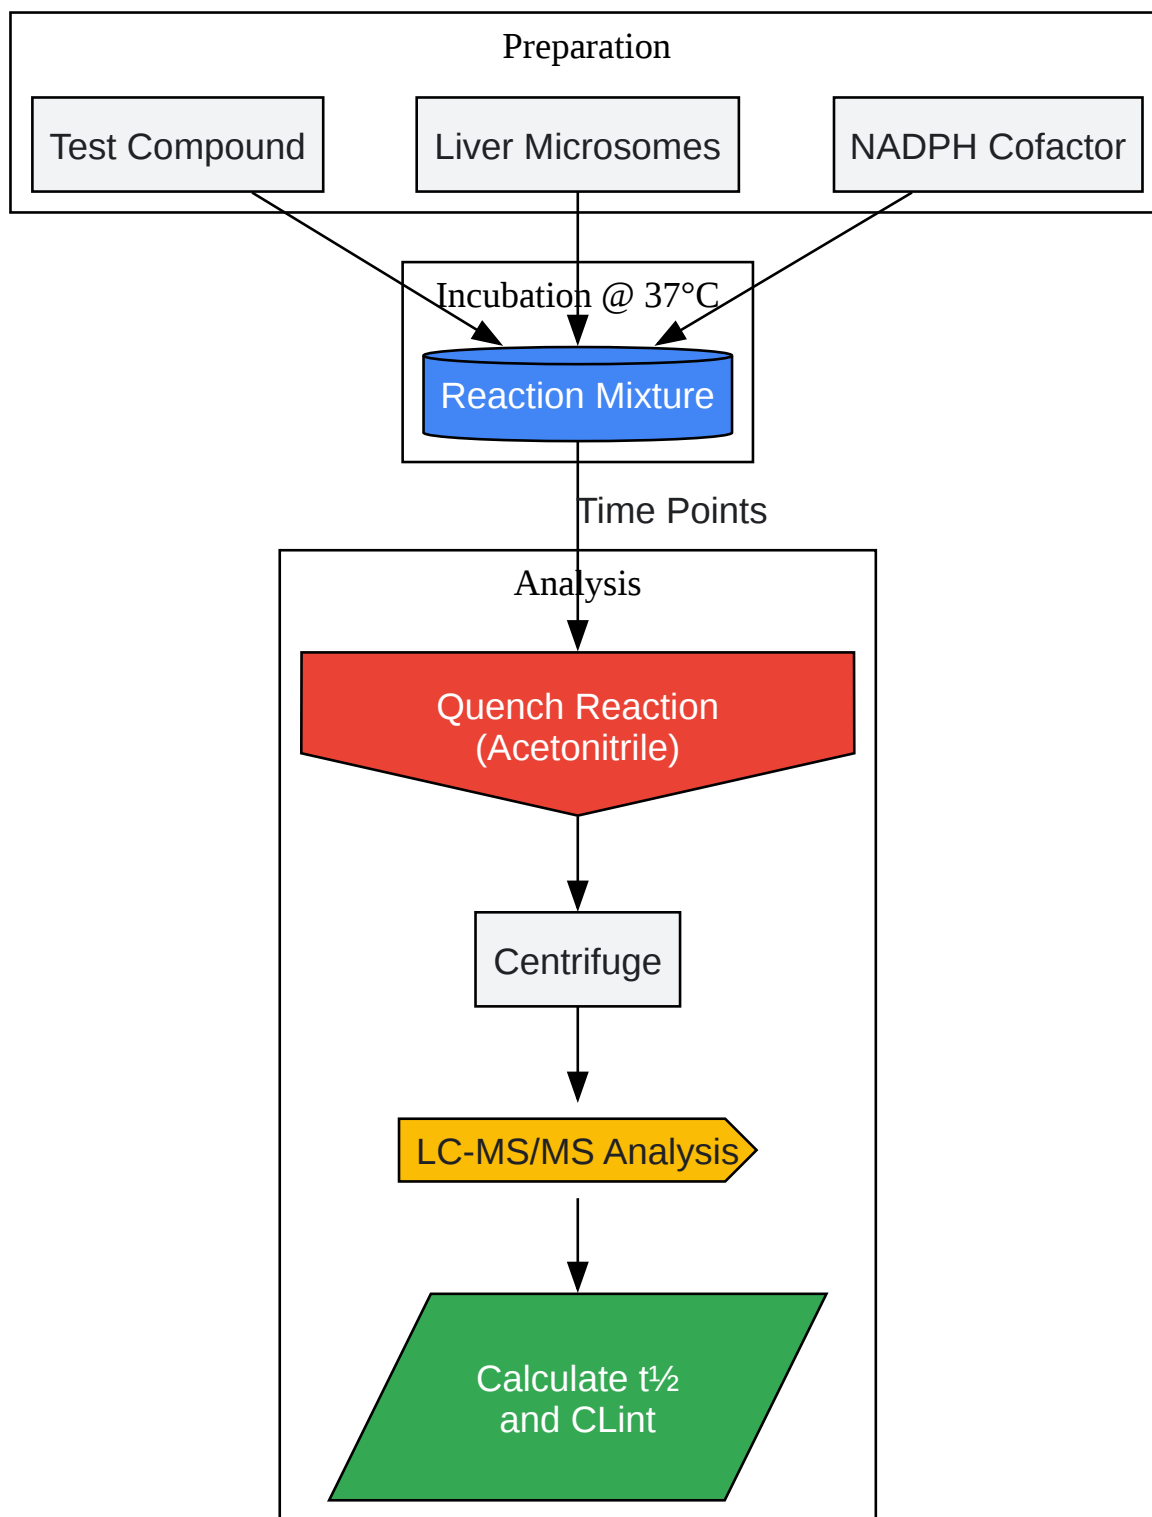 Preparation
Test Compound
Liver Microsomes
NADPH Cofactor
Incubation @ 37°C
Reaction Mixture
Time Points
Analysis
Quench Reaction
(Acetonitrile)
Centrifuge
LC-MS/MS Analysis
Calculate t½
and CLint